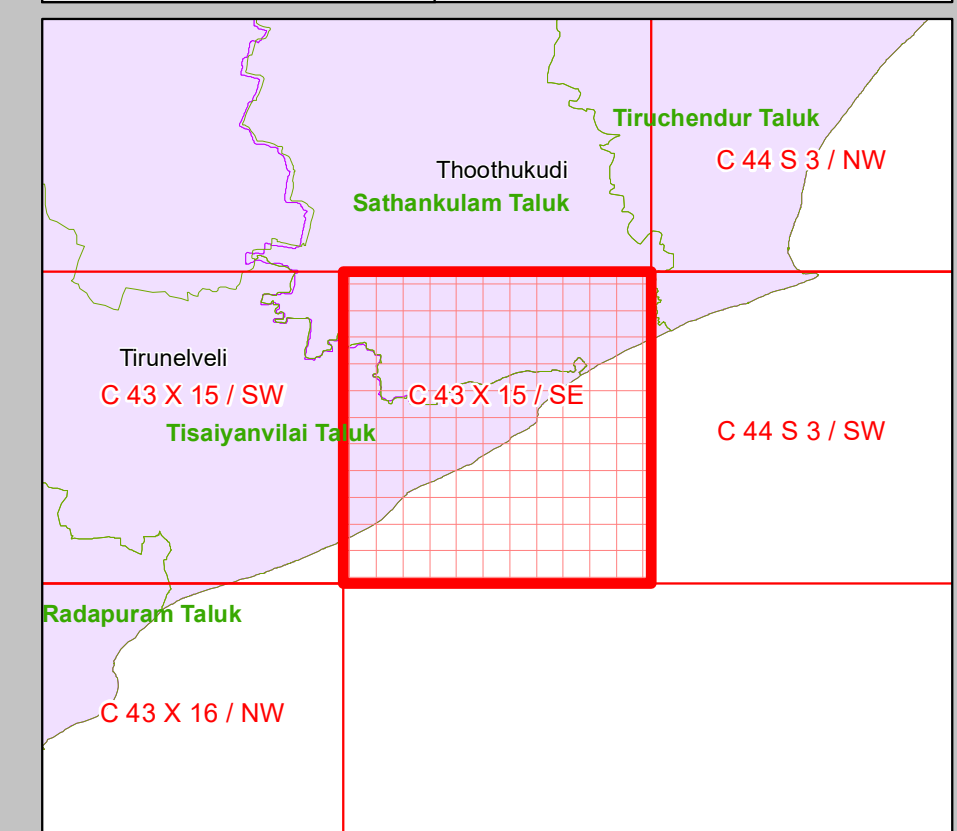 Tiruchendur Taluk
C 44 S 3 / NW
Thoothukudi
Sathankulam Taluk
Tirunelveli
C 43 X 15 / SW
C 43 X 15 / SE
Tisaiyanvilai Taluk
C 44 S 3 / SW
Radapuram Taluk
C 43 X 16 / NW